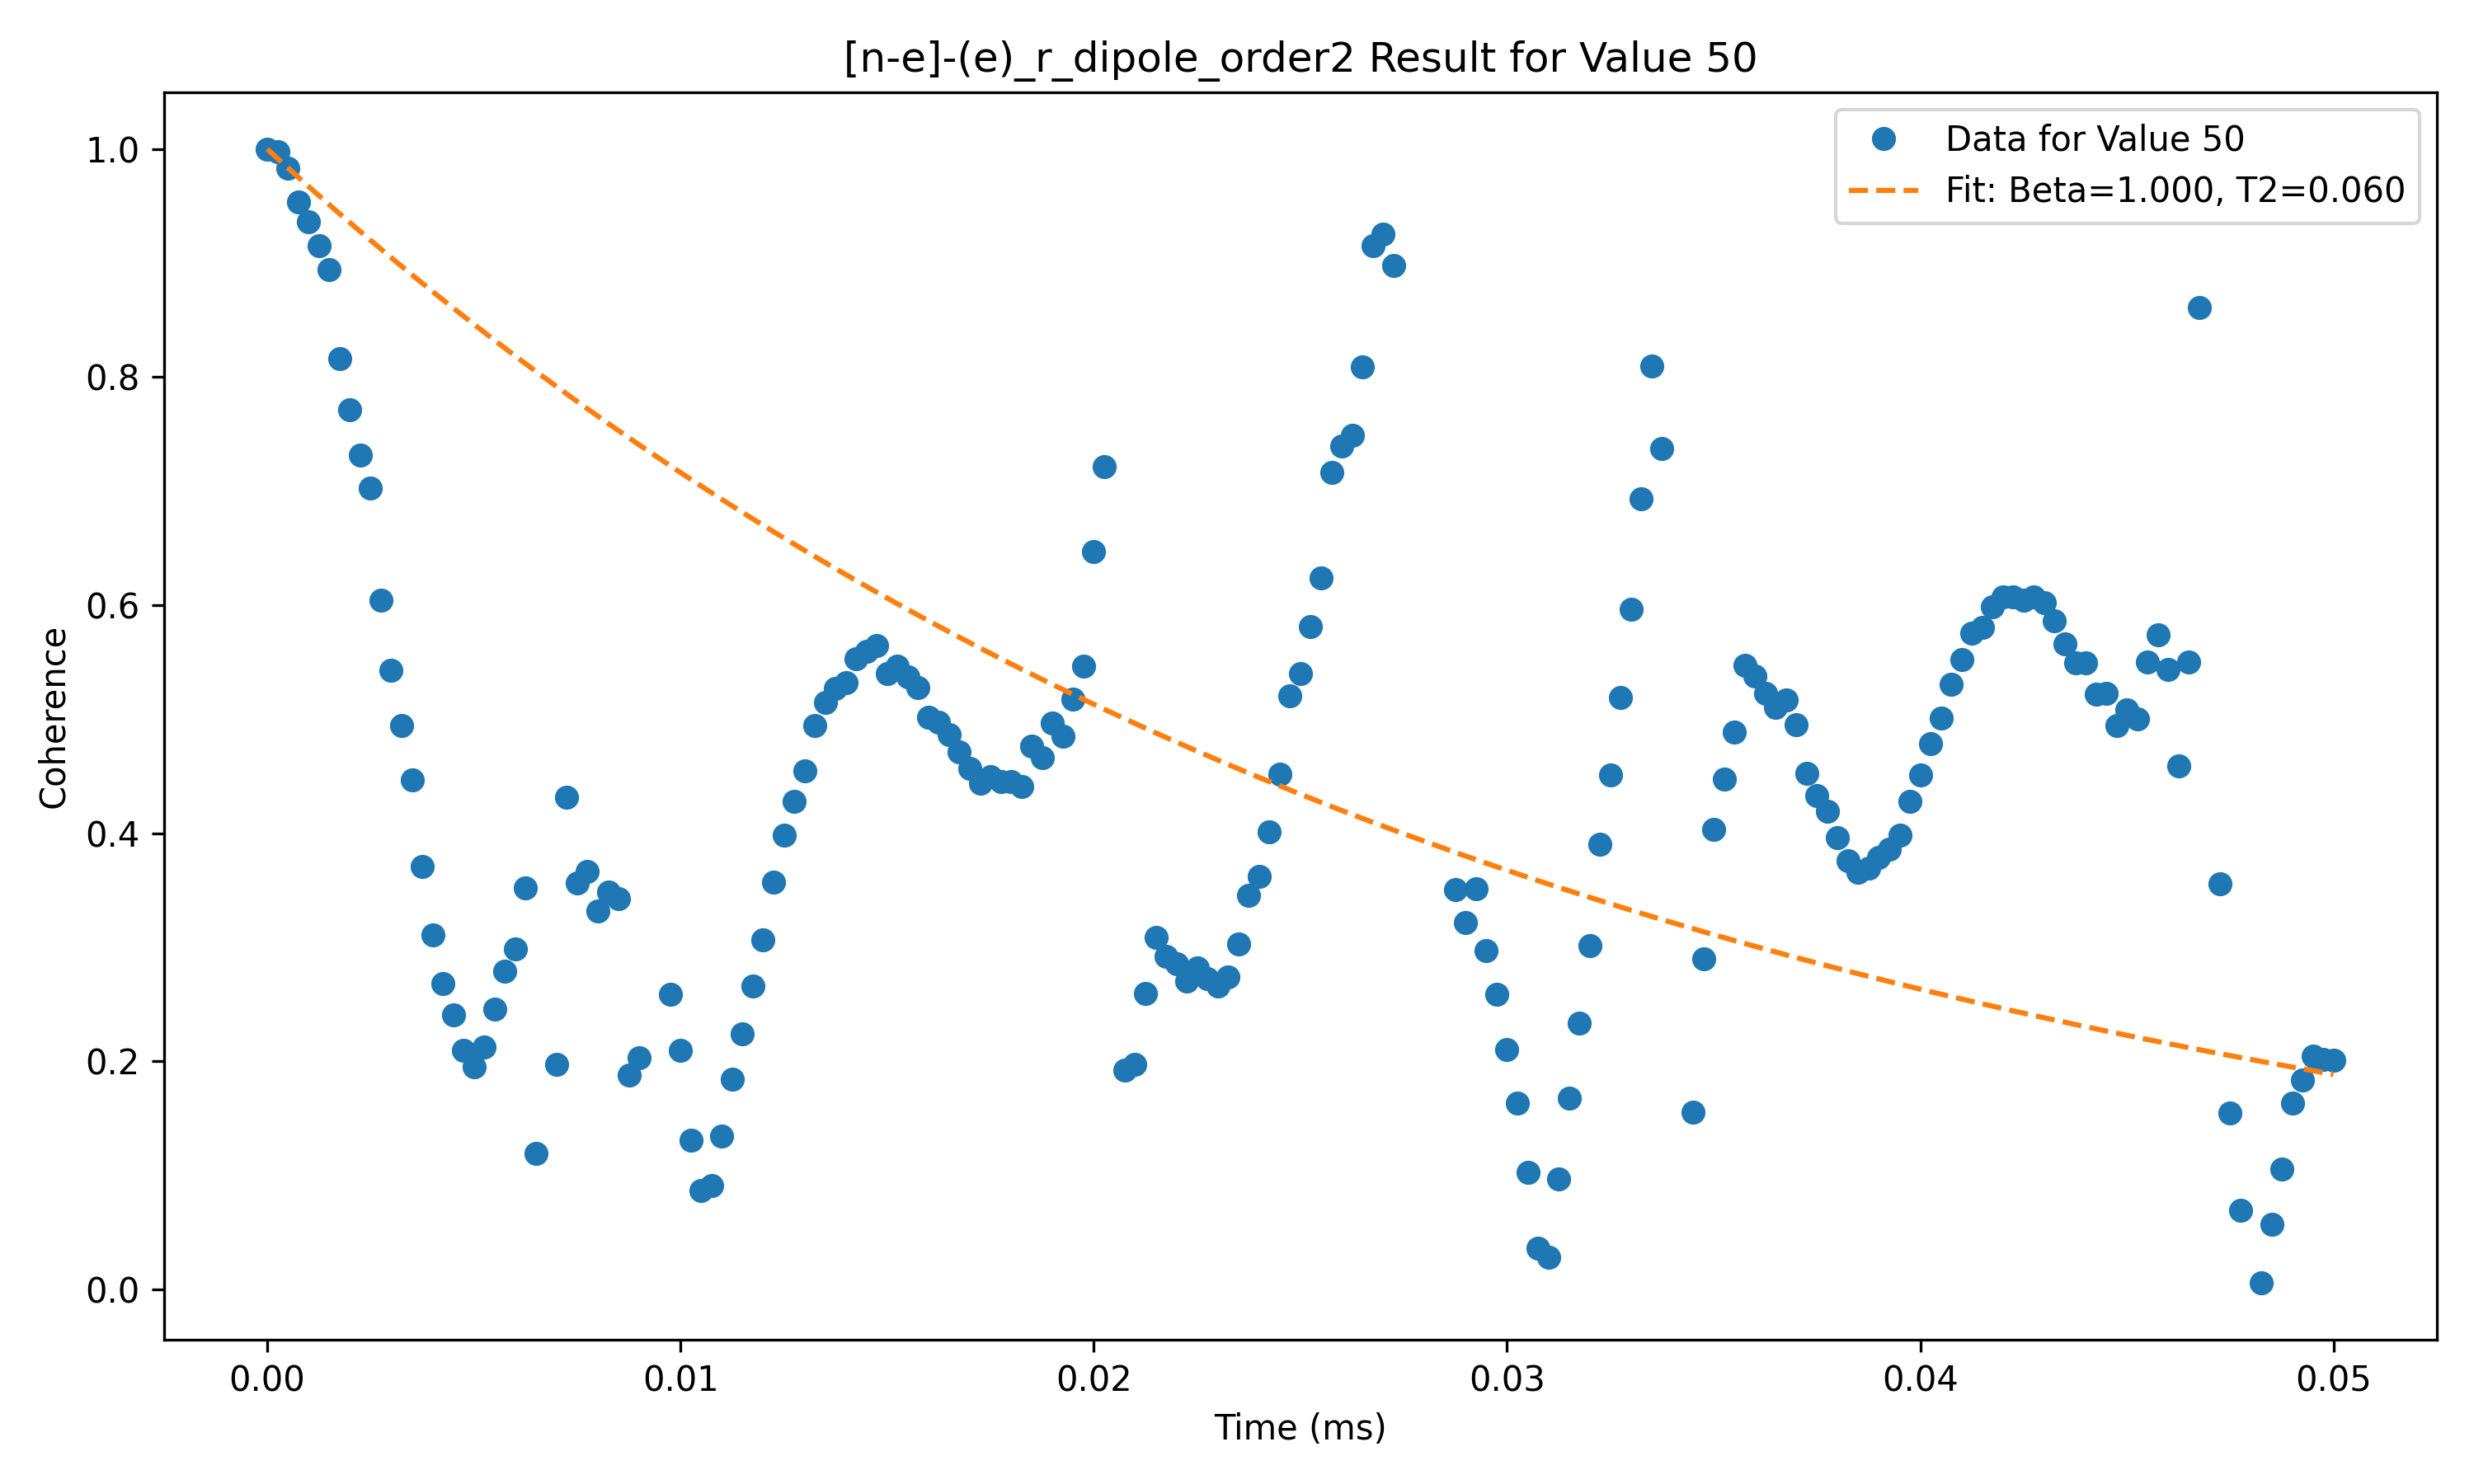 [n-e]-(e)_r_dipole_order2 Result for Value 50
Data for Value 50
Fit: Beta=1.000, T2=0.060
Coherence
1.0
0.8
0.6
0.4
0.2
0.0
0.00 0.01 0.02 0.03 0.04 0.05
Time (ms)